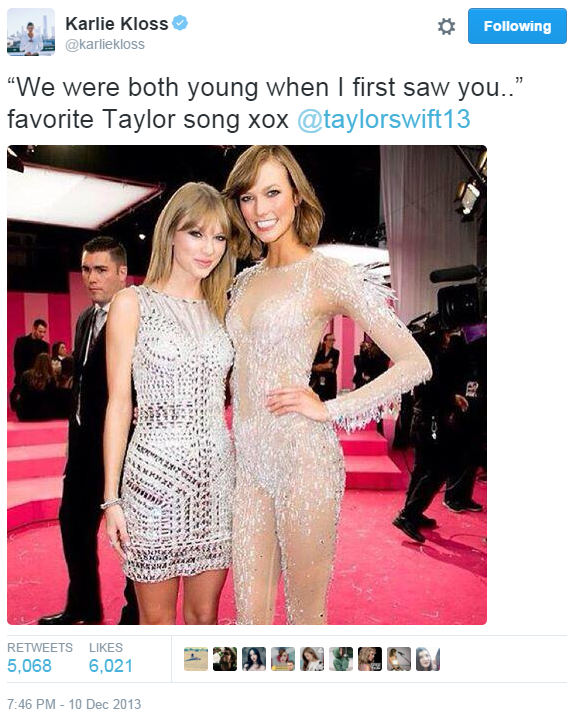 Karlie Kloss
@karliekloss
Following
“We were both young when I first saw you..”
favorite Taylor song xox @taylorswift13
RETWEETS LIKES
5,068 6,021
7:46 PM - 10 Dec 2013